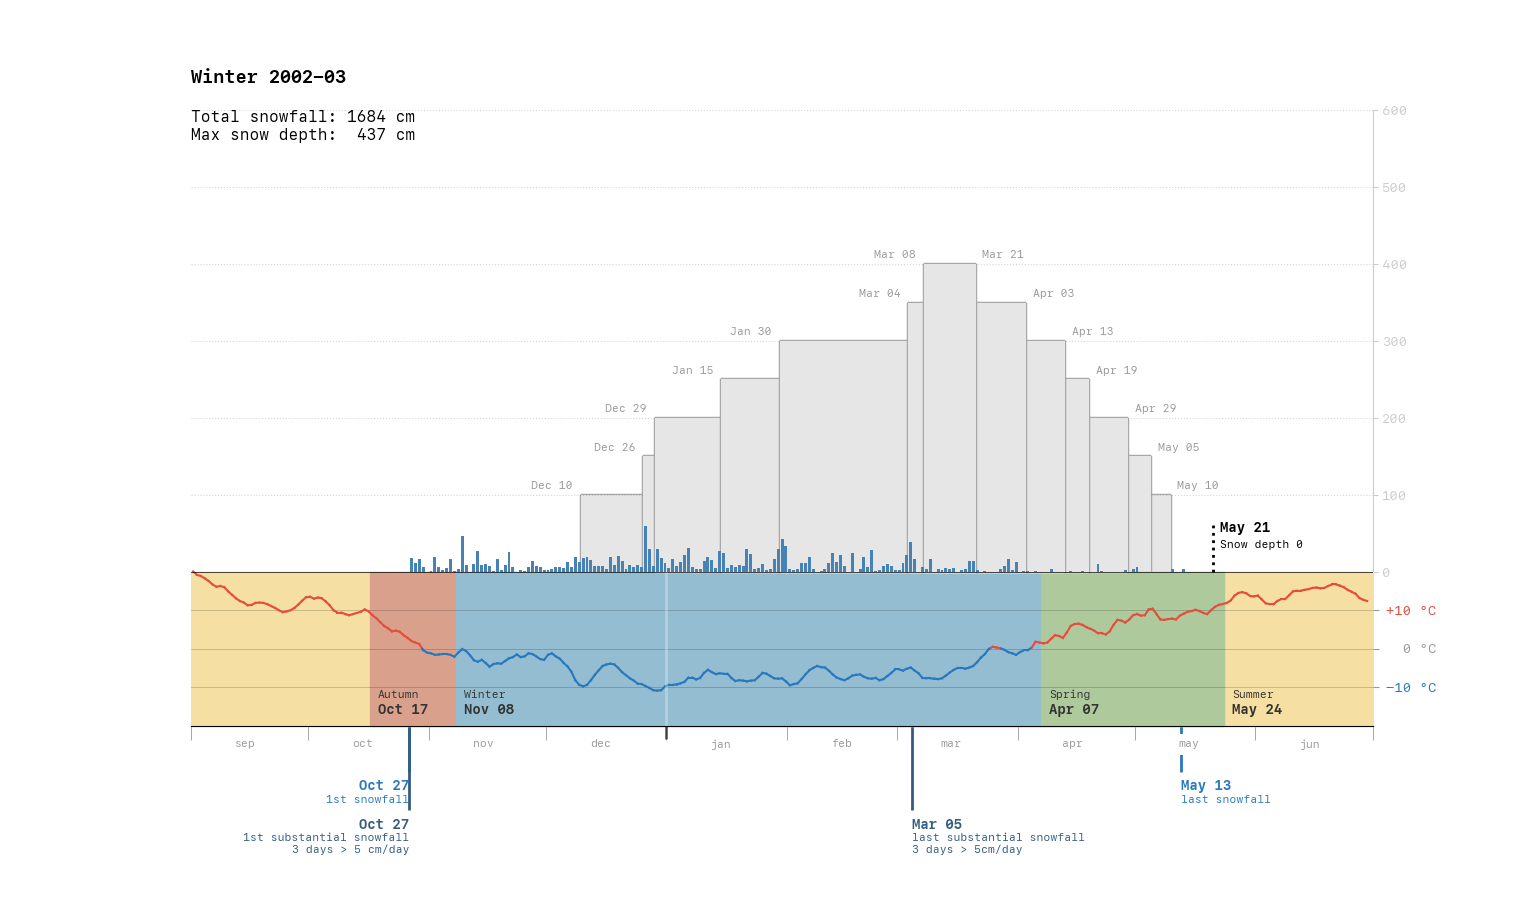 Winter 2002–03
Total snowfall: 1684 cm
Max snow depth:  437 cm
600
500
400
300
200
100
0
Mar 08
Mar 21
Mar 04
Apr 03
Jan 30
Apr 13
Jan 15
Apr 19
Dec 29
Apr 29
Dec 26
May 05
Dec 10
May 10
May 21
Snow depth 0
+10 °C
0 °C
−10 °C
Autumn
Oct 17
Winter
Nov 08
Spring
Apr 07
Summer
May 24
sep
oct
nov
dec
jan
feb
mar
apr
may
jun
Oct 27
1st snowfall
Oct 27
1st substantial snowfall
3 days > 5 cm/day
Mar 05
last substantial snowfall
3 days > 5cm/day
May 13
last snowfall